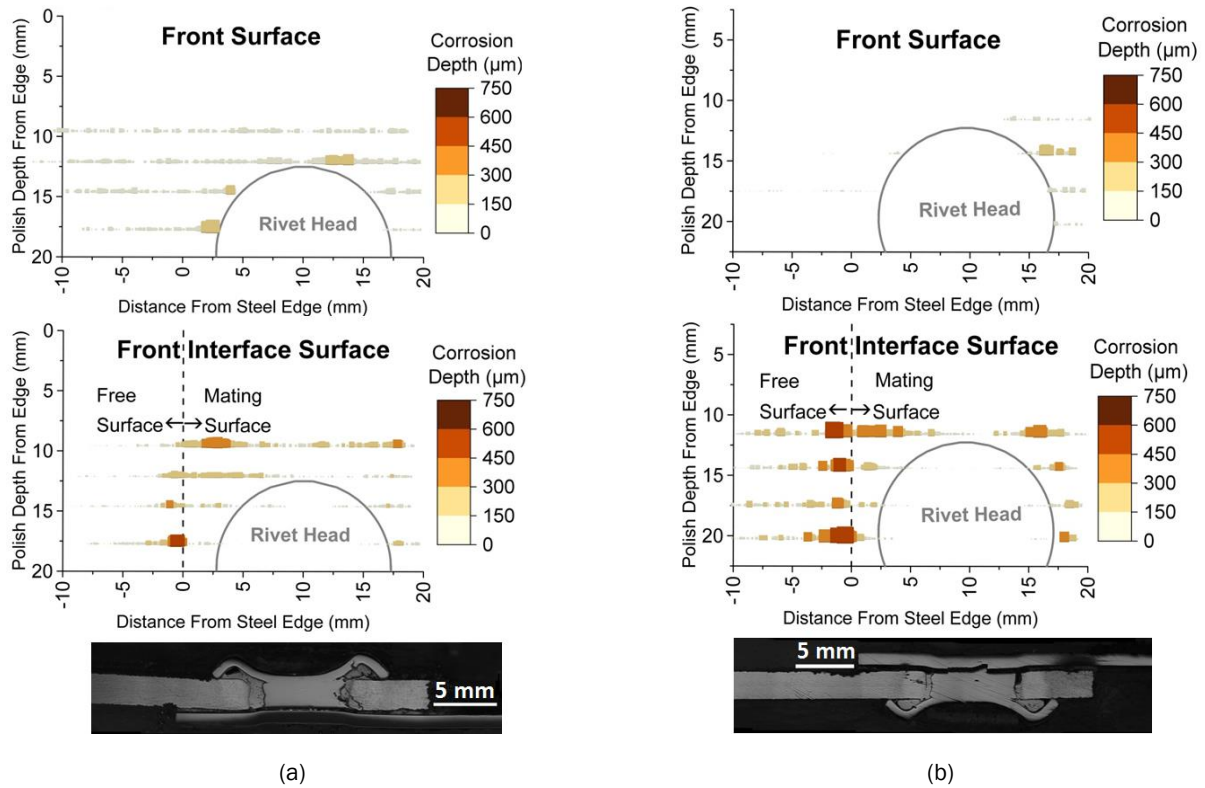 Front Surface
Corrosion
Depth (µm)
Polish Depth From Edge (mm)
0
5
10
15
20
750
600
450
300
150
0
Rivet Head
-10
-5
0
5
10
15
20
Distance From Steel Edge (mm)
Front Surface
Corrosion
Depth (µm)
Polish Depth From Edge (mm)
5
10
15
20
750
600
450
300
150
0
Rivet Head
-10
-5
0
5
10
15
20
Distance From Steel Edge (mm)
Front Interface Surface
Corrosion
Depth (µm)
Free
Surface
Mating
Surface
Polish Depth From Edge (mm)
0
5
10
15
20
750
600
450
300
150
0
Rivet Head
-10
-5
0
5
10
15
20
Distance From Steel Edge (mm)
5 mm
(a)
Front Interface Surface
Corrosion
Depth (µm)
Free
Surface
Mating
Surface
Polish Depth From Edge (mm)
5
10
15
20
750
600
450
300
150
0
Rivet Head
-10
-5
0
5
10
15
20
Distance From Steel Edge (mm)
5 mm
(b)